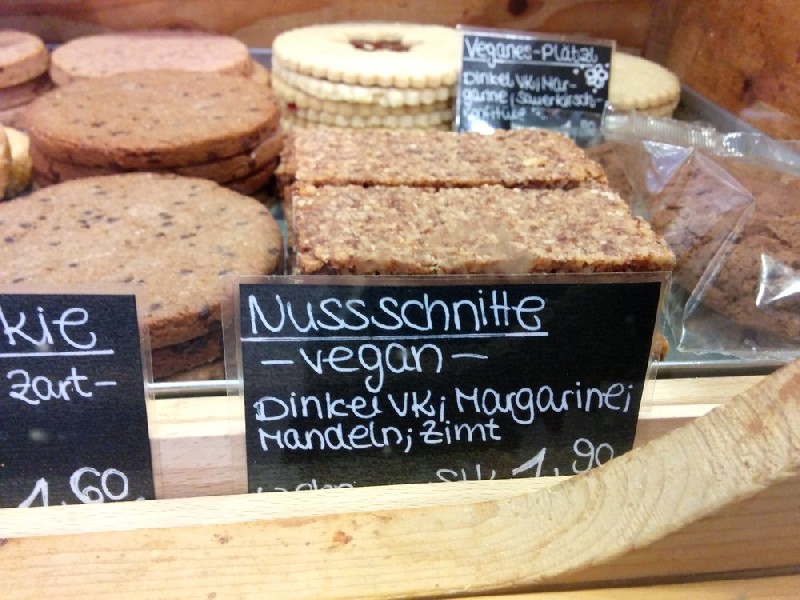 Veganes-Plätzl
Dinkel VK; Mar-
garine; Sauerkirsch-
konfitüre
kie
Zart-
1,60
Nussschnitte
-vegan-
Dinkel VK; Margarine;
Mandeln; Zimt
Stk. 1,90